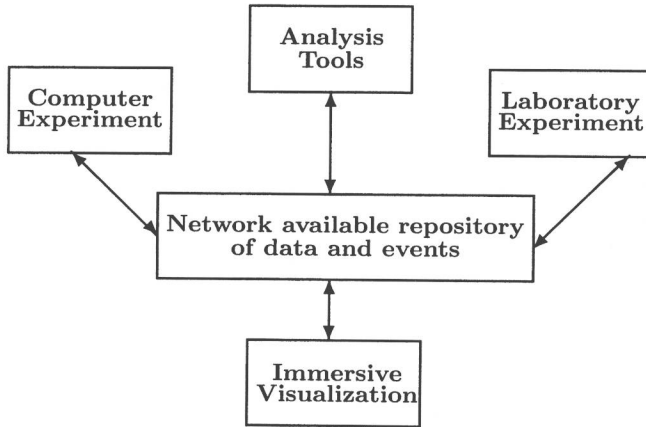 Analysis
Tools
Computer
Experiment
Laboratory
Experiment
Network available repository
of data and events
Immersive
Visualization